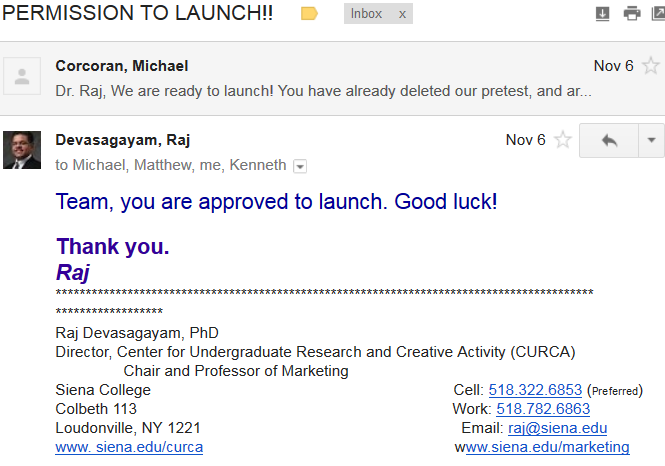 PERMISSION TO LAUNCH!! Inbox x
Corcoran, Michael Nov 6
Dr. Raj, We are ready to launch! You have already deleted our pretest, and ar...
Devasagayam, Raj Nov 6
to Michael, Matthew, me, Kenneth
Team, you are approved to launch. Good luck!
Thank you.
Raj
******************************************************************************************
******************
Raj Devasagayam, PhD
Director, Center for Undergraduate Research and Creative Activity (CURCA)
Chair and Professor of Marketing
Siena College Cell: 518.322.6853 (Preferred)
Colbeth 113 Work: 518.782.6863
Loudonville, NY 1221 Email: raj@siena.edu
www. siena.edu/curca www.siena.edu/marketing